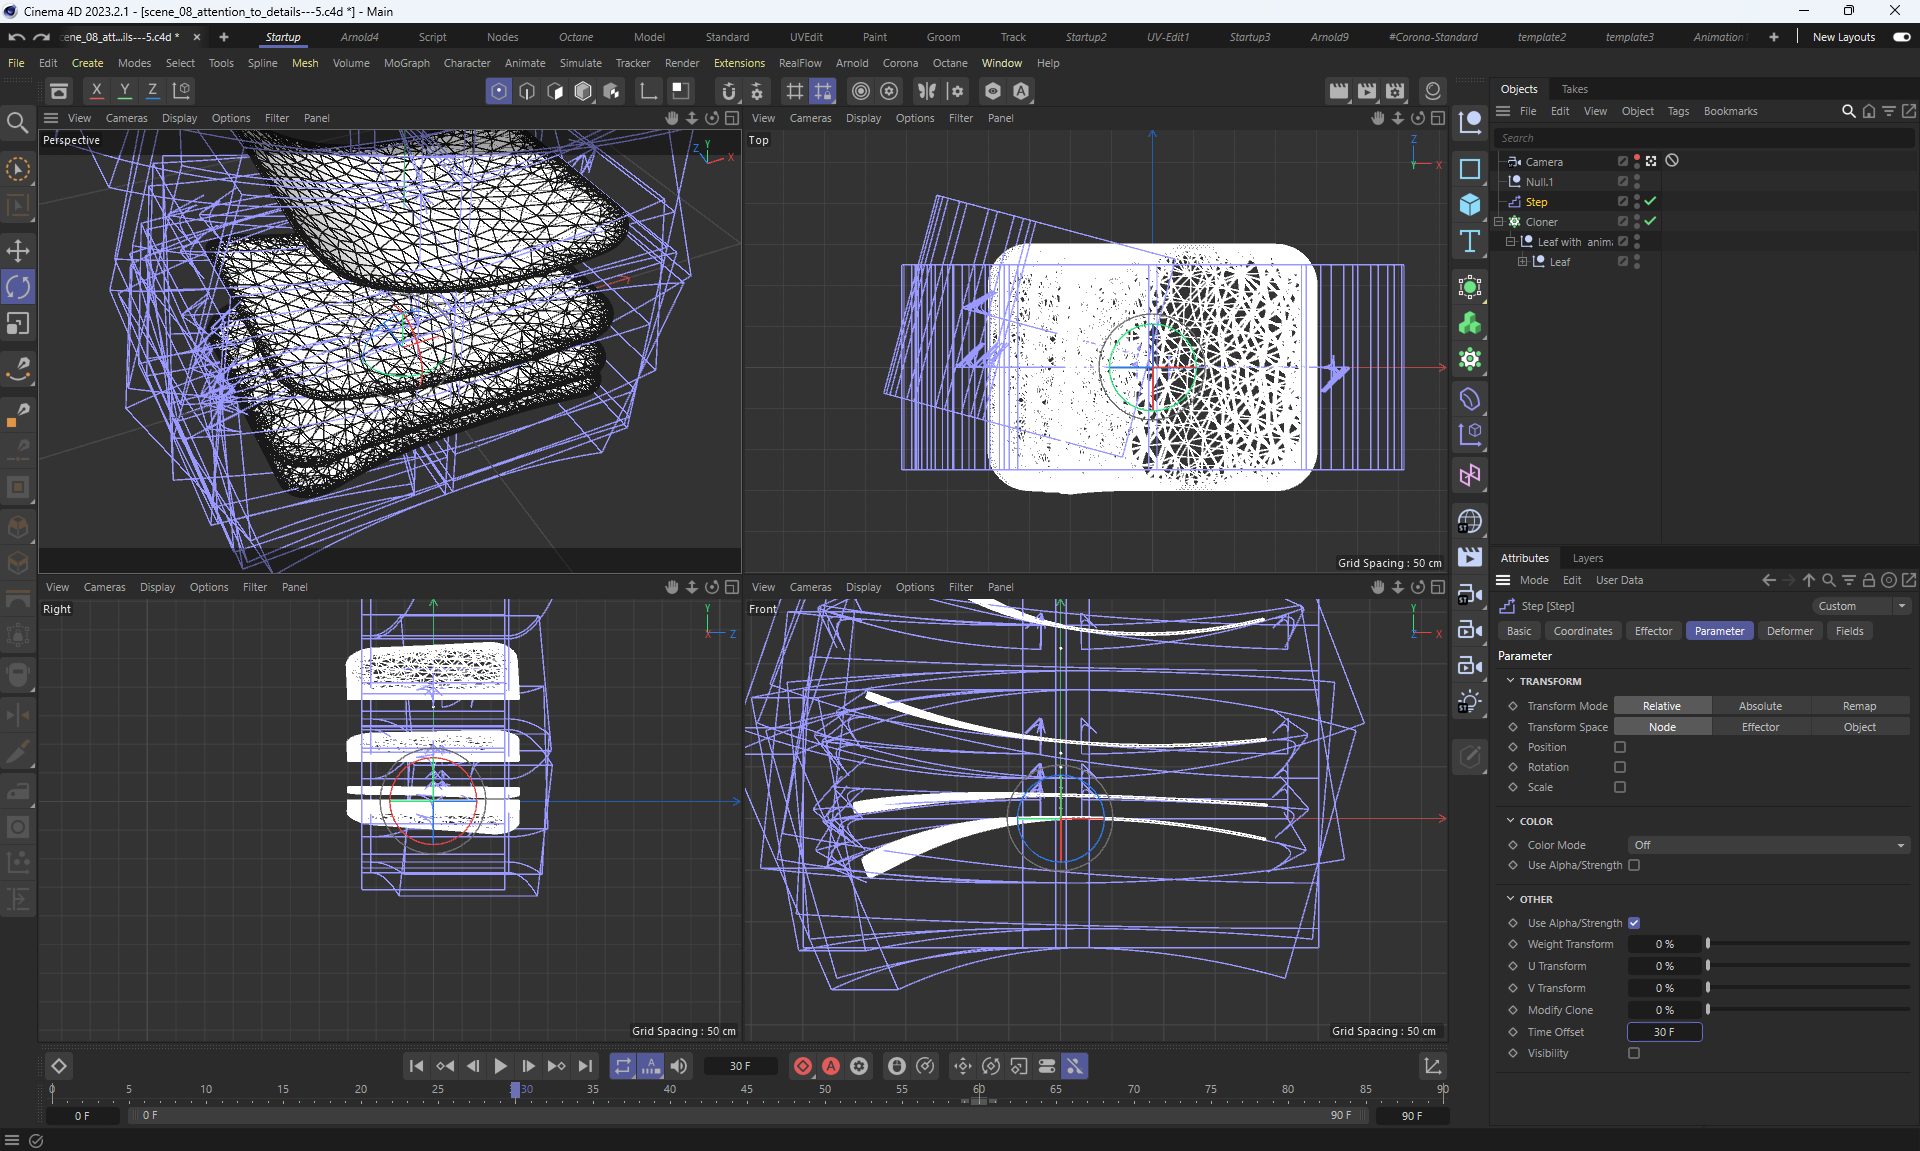 Cinema 4D 2023.2.1 - [scene_08_attention_to_details---5.c4d *] - Main
cene_08_att...ils---5.c4d * Startup Arnold4 Script Nodes Octane Model Standard UVEdit Paint Groom Track Startup2 UV-Edit1 Startup3 Arnold9 #Corona-Standard template2 template3 Animation New Layouts
File Edit Create Modes Select Tools Spline Mesh Volume MoGraph Character Animate Simulate Tracker Render Extensions RealFlow Arnold Corona Octane Window Help
X Y Z
Objects Takes
View Cameras Display Options Filter Panel
View Cameras Display Options Filter Panel
File Edit View Object Tags Bookmarks
Perspective
Top
Search
Camera
Null.1
Step
Cloner
Leaf with anima
Leaf
Grid Spacing : 50 cm
Attributes Layers
View Cameras Display Options Filter Panel
View Cameras Display Options Filter Panel
Mode Edit User Data
Right
Front
Step [Step] Custom
Basic Coordinates Effector Parameter Deformer Fields
Parameter
TRANSFORM
Transform Mode Relative Absolute Remap
Transform Space Node Effector Object
Position
Rotation
Scale
COLOR
Color Mode Off
Use Alpha/Strength
OTHER
Use Alpha/Strength
Weight Transform 0 %
U Transform 0 %
V Transform 0 %
Modify Clone 0 %
Time Offset 30 F
Visibility
Grid Spacing : 50 cm
Grid Spacing : 50 cm
30 F
0 5 10 15 20 25 30 35 40 45 50 55 60 65 70 75 80 85 90
0 F 0 F 90 F 90 F